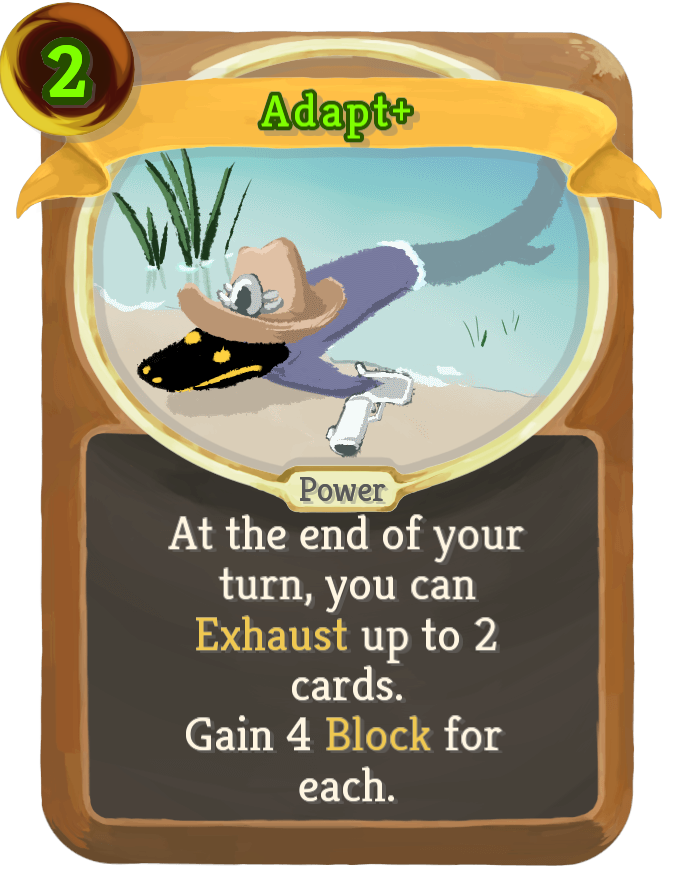 2
Adapt+
Power
At the end of your
turn, you can
Exhaust up to 2
cards.
Gain 4 Block for
each.